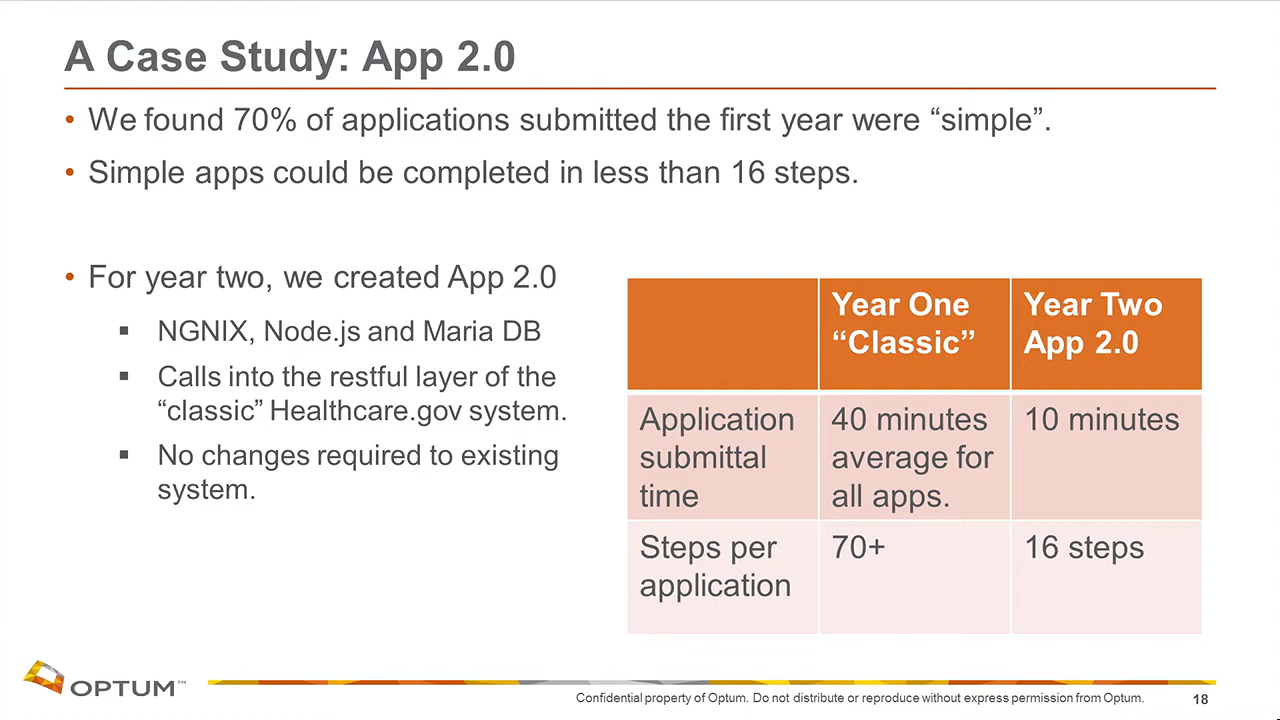 A Case Study: App 2.0
• We found 70% of applications submitted the first year were “simple”.
• Simple apps could be completed in less than 16 steps.
• For year two, we created App 2.0
▪ NGNIX, Node.js and Maria DB
▪ Calls into the restful layer of the
“classic” Healthcare.gov system.
▪ No changes required to existing
system.
Year One
“Classic”
Year Two
App 2.0
Application
submittal
time
40 minutes
average for
all apps.
10 minutes
Steps per
application
70+
16 steps
OPTUM™
Confidential property of Optum. Do not distribute or reproduce without express permission from Optum.
18